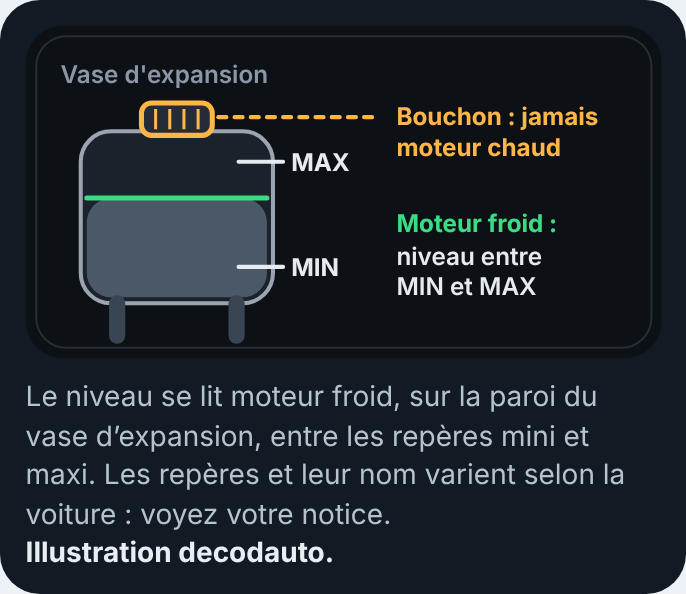 Vase d'expansion
Bouchon : jamais
moteur chaud
MAX
Moteur froid :
niveau entre
MIN et MAX
MIN
Le niveau se lit moteur froid, sur la paroi du
vase d’expansion, entre les repères mini et
maxi. Les repères et leur nom varient selon la
voiture : voyez votre notice.
Illustration decodauto.